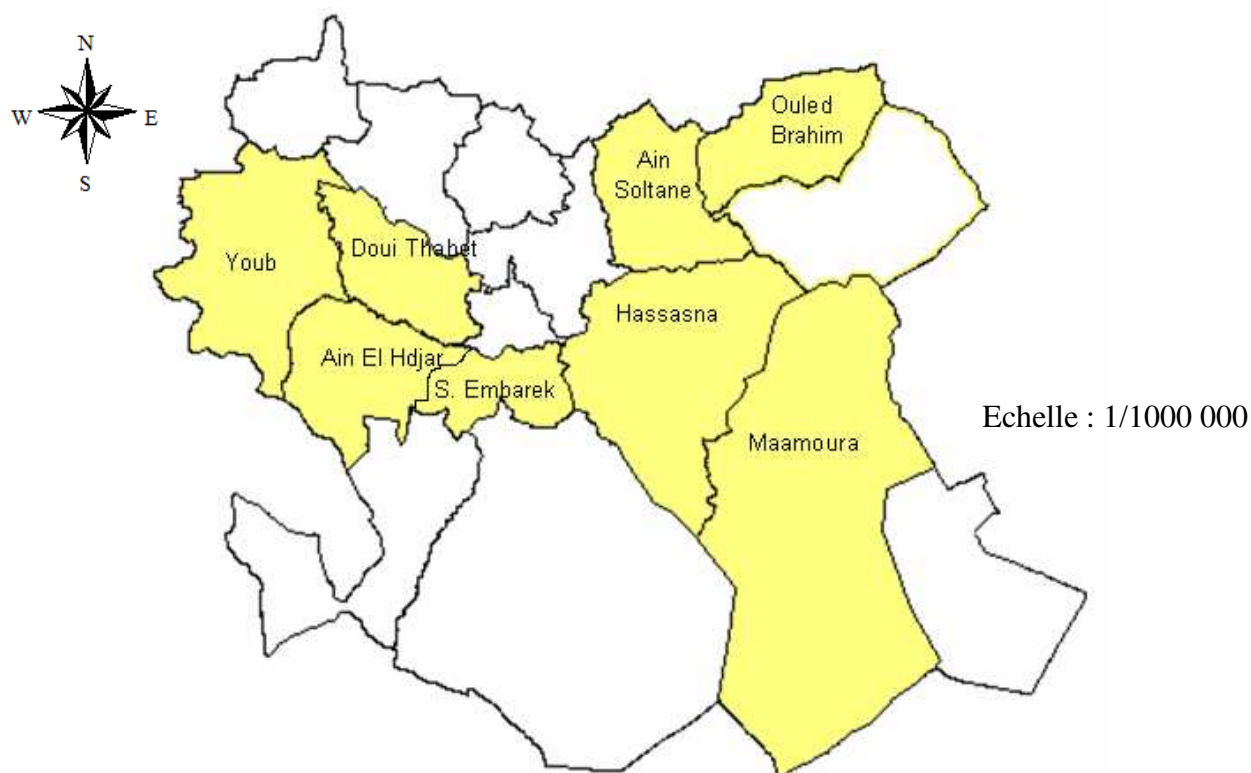 N
W
E
S
Ouled
Brahim
Ain
Soltane
Doui Thabet
Youb
Hassasna
Ain El Hdjar
S. Embarek
Maamoura
Echelle : 1/1000 000